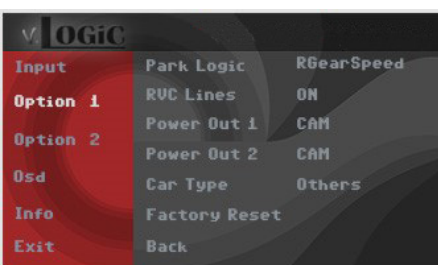 v.LOGiC
Input
Option 1
Option 2
Osd
Info
Exit
Park Logic RGearSpeed
RVC Lines ON
Power Out 1 CAM
Power Out 2 CAM
Car Type Others
Factory Reset
Back